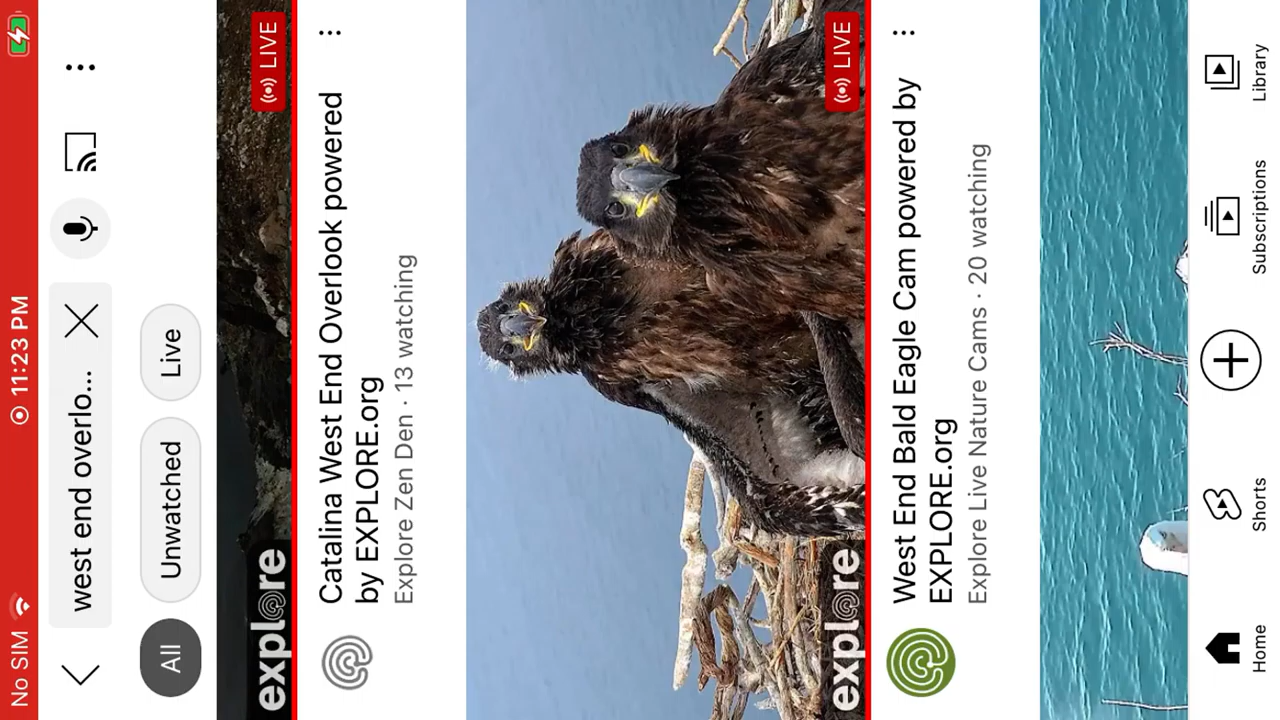 No SIM 11:23 PM
west end overlo...
All Unwatched Live
explore LIVE
Catalina West End Overlook powered
by EXPLORE.org
Explore Zen Den · 13 watching
explore LIVE
West End Bald Eagle Cam powered by
EXPLORE.org
Explore Live Nature Cams · 20 watching
Home Shorts Subscriptions Library